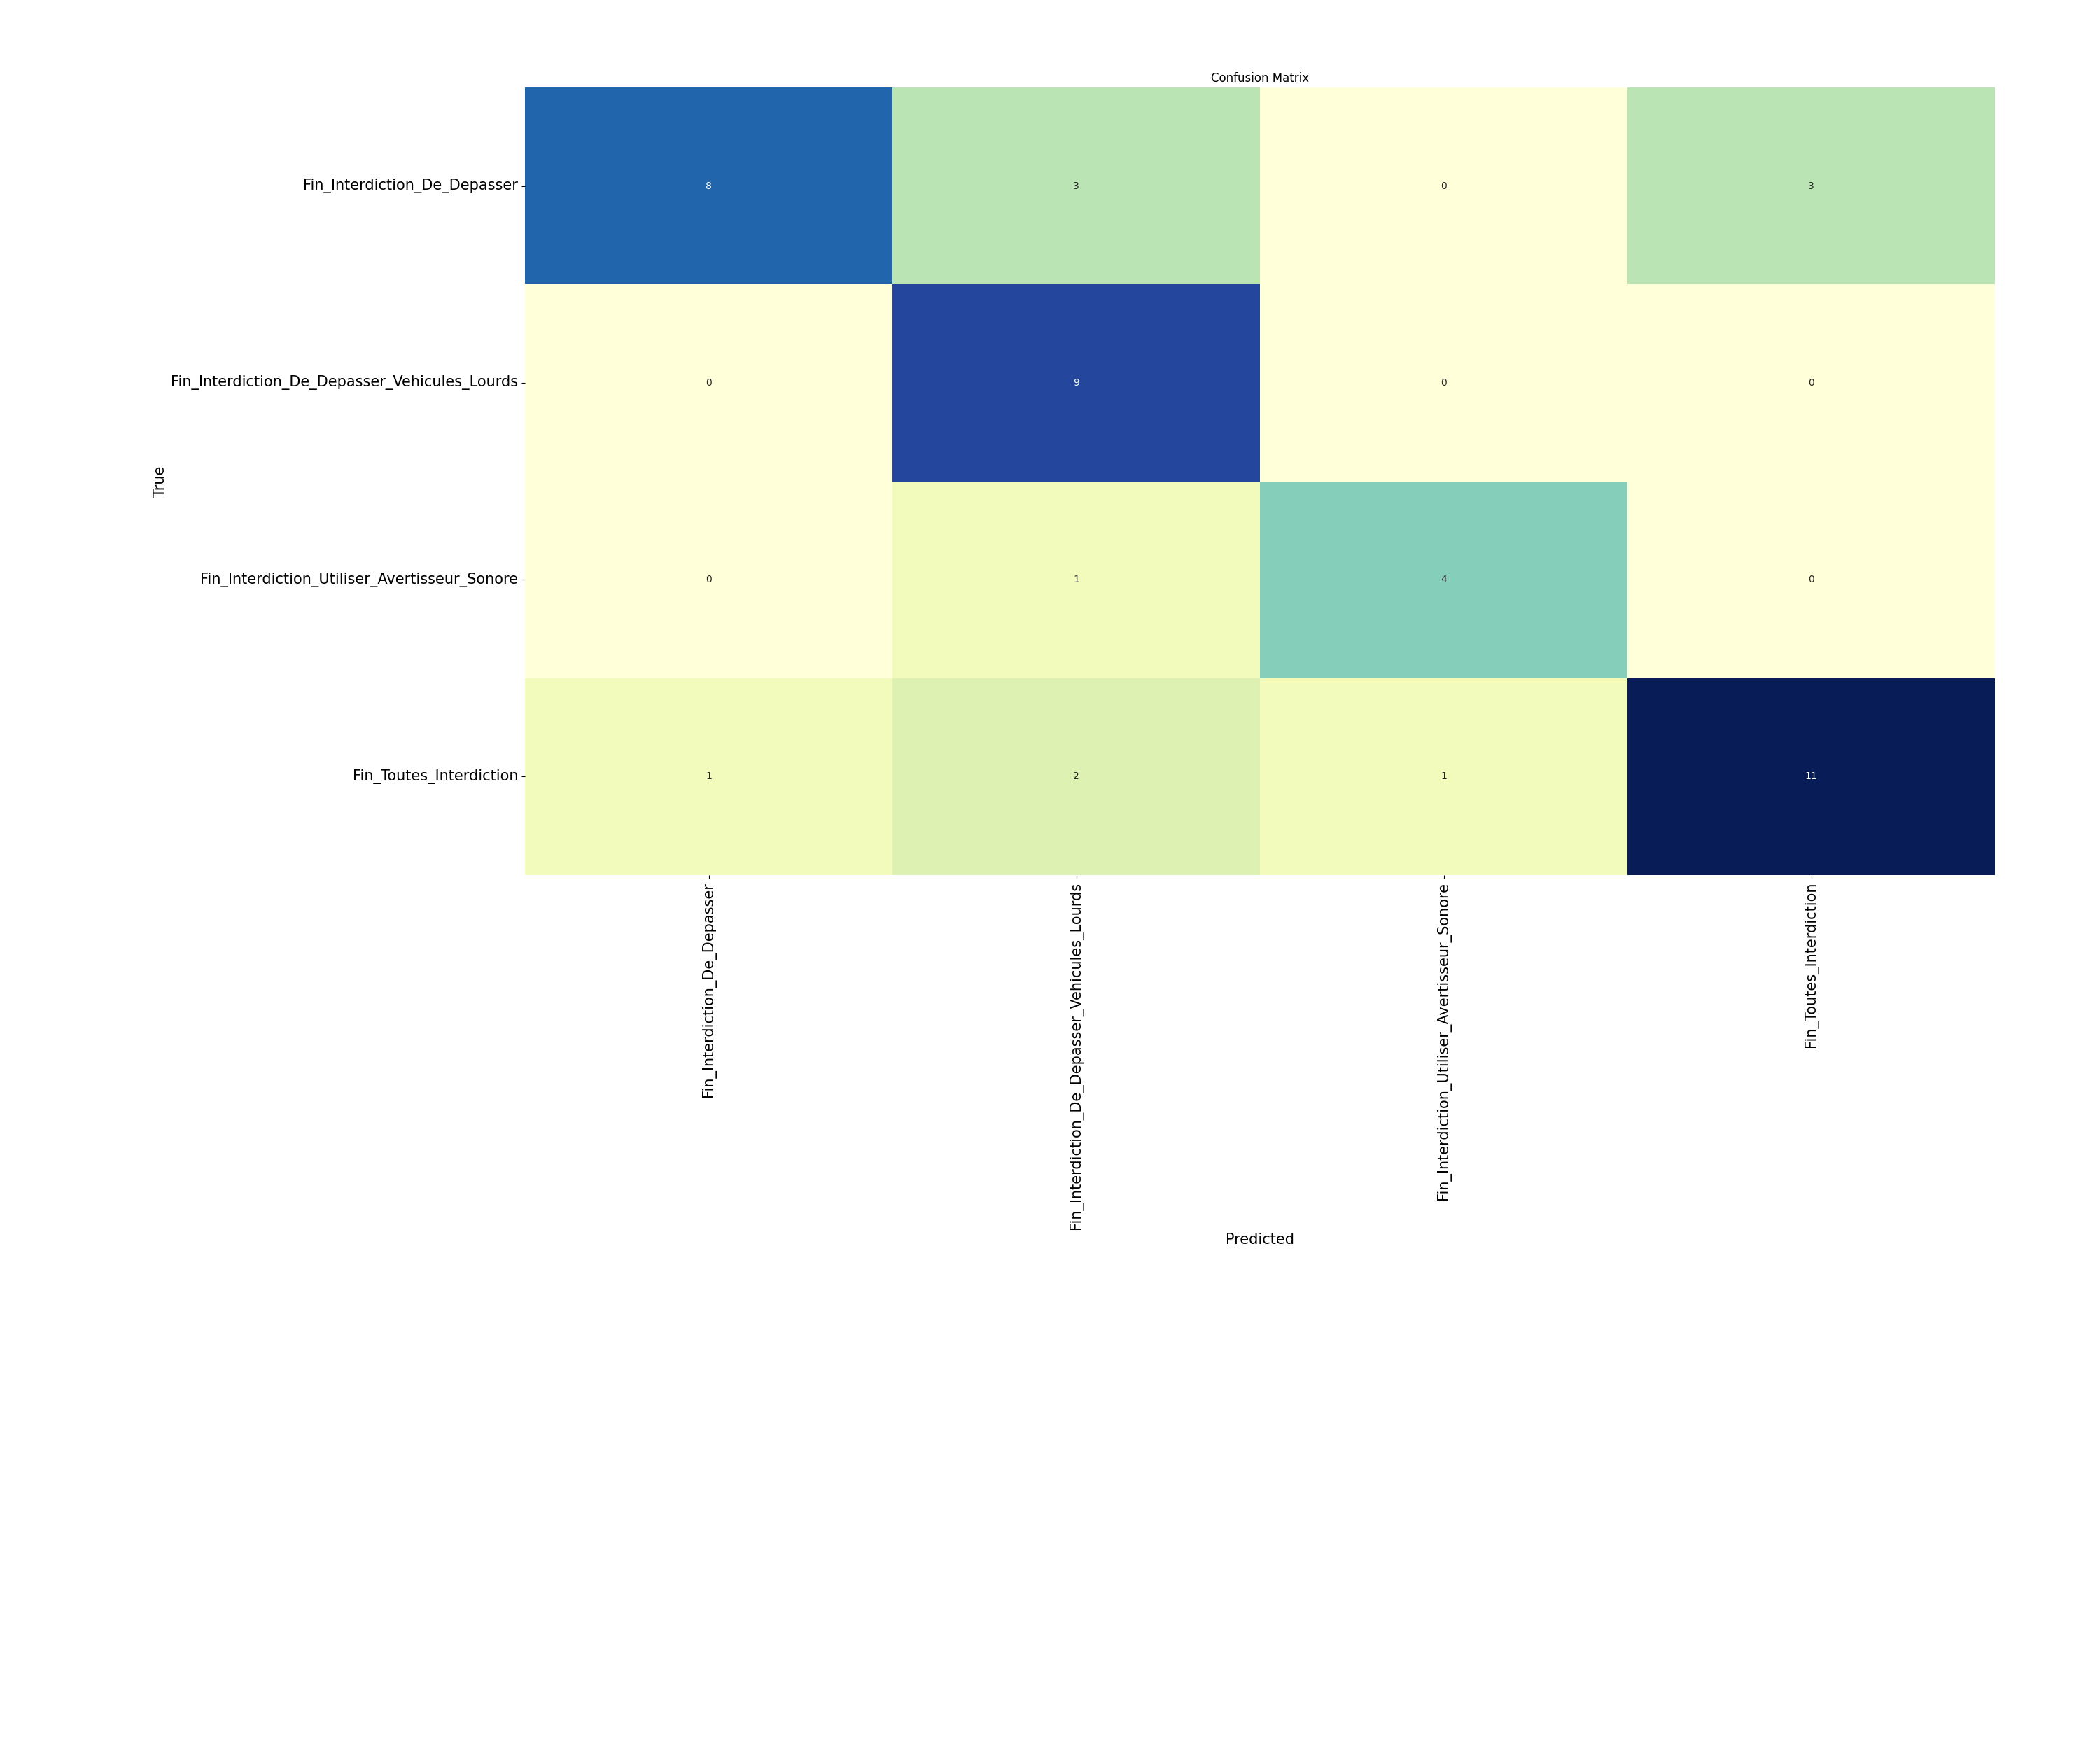 Confusion Matrix
Fin_Interdiction_De_Depasser
8
3
0
3
Fin_Interdiction_De_Depasser_Vehicules_Lourds
0
9
0
0
Fin_Interdiction_Utiliser_Avertisseur_Sonore
0
1
4
0
Fin_Toutes_Interdiction
1
2
1
11
True
Fin_Interdiction_De_Depasser
Fin_Interdiction_De_Depasser_Vehicules_Lourds
Fin_Interdiction_Utiliser_Avertisseur_Sonore
Fin_Toutes_Interdiction
Predicted